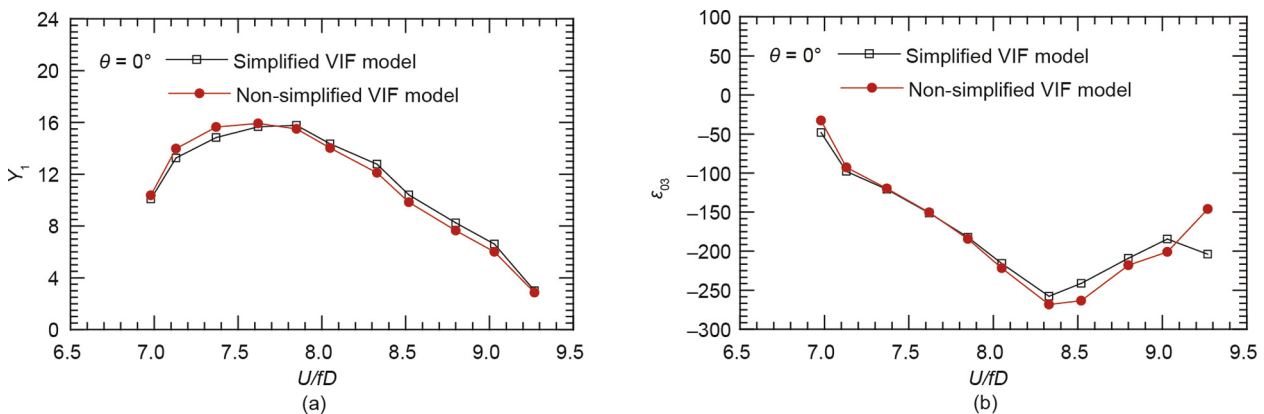 24
20
16
12
8
4
0
Y1
θ = 0°
Simplified VIF model
Non-simplified VIF model
6.5 7.0 7.5 8.0 8.5 9.0 9.5
U/fD
(a)
100
50
0
−50
−100
−150
−200
−250
−300
ε03
θ = 0°
Simplified VIF model
Non-simplified VIF model
6.5 7.0 7.5 8.0 8.5 9.0 9.5
U/fD
(b)